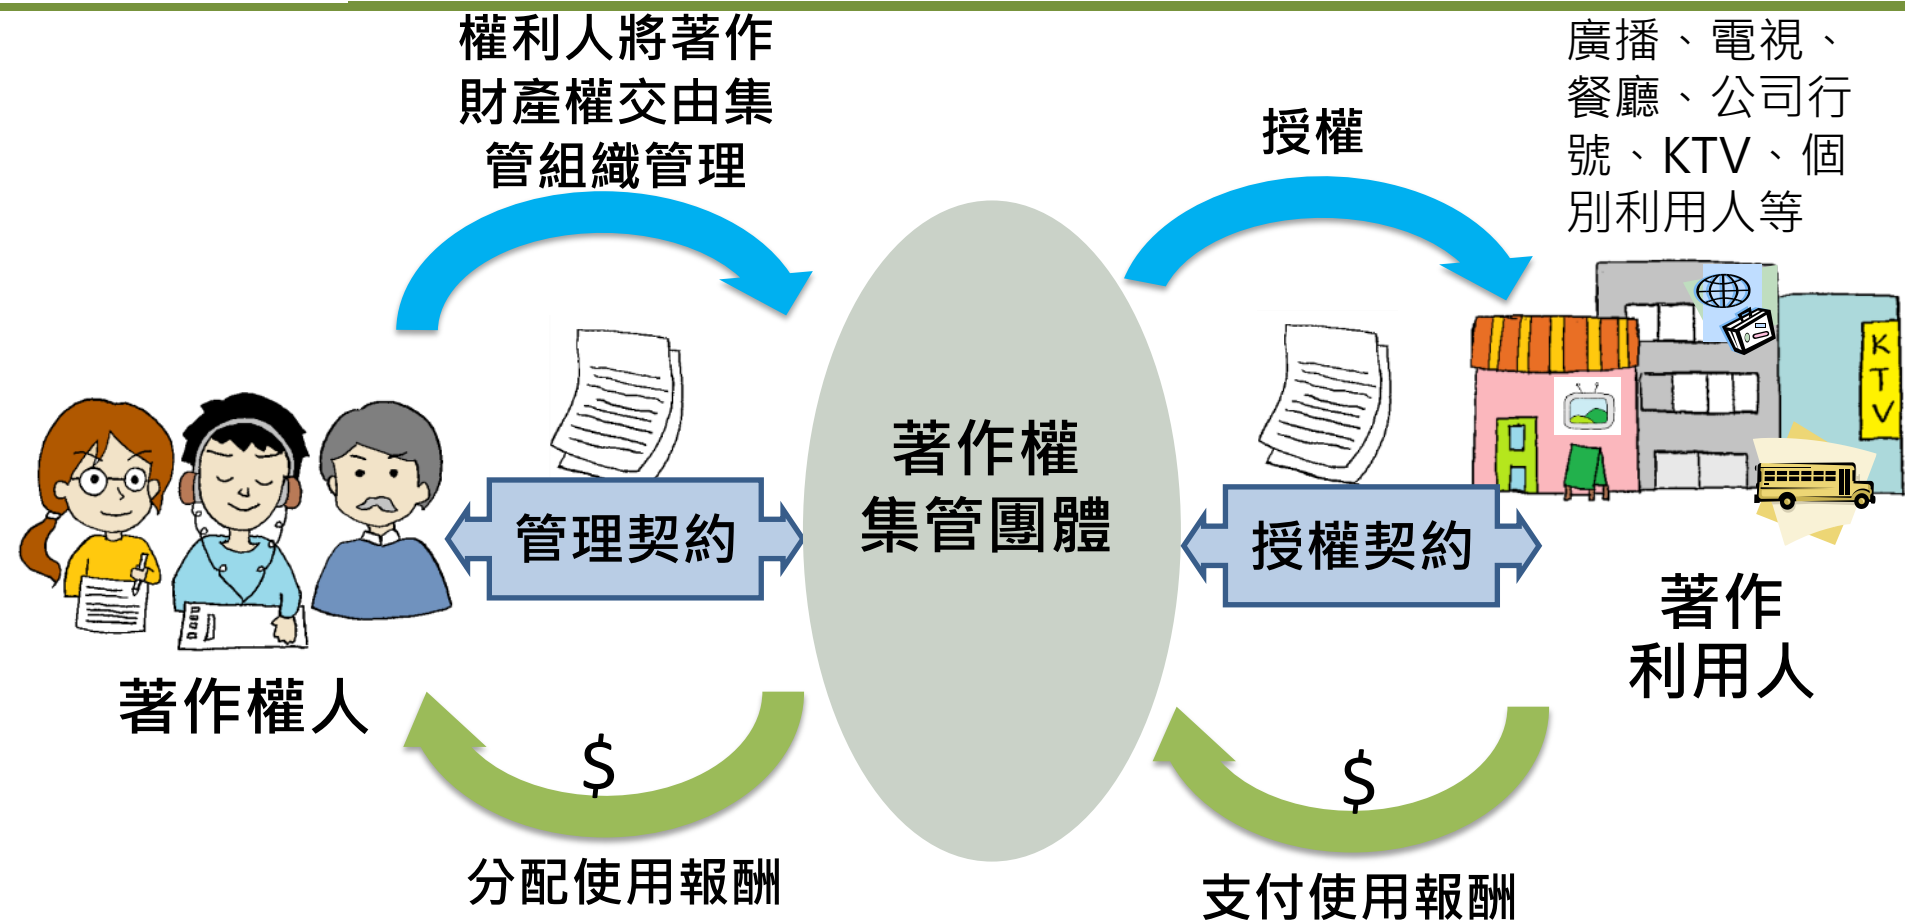 權利人將著作
財產權交由集
管組織管理
授權
廣播、電視、
餐廳、公司行
號、KTV、個
別利用人等
KTV
管理契約
著作權
集管團體
授權契約
著作權人
著作
利用人
$
$
分配使用報酬
支付使用報酬